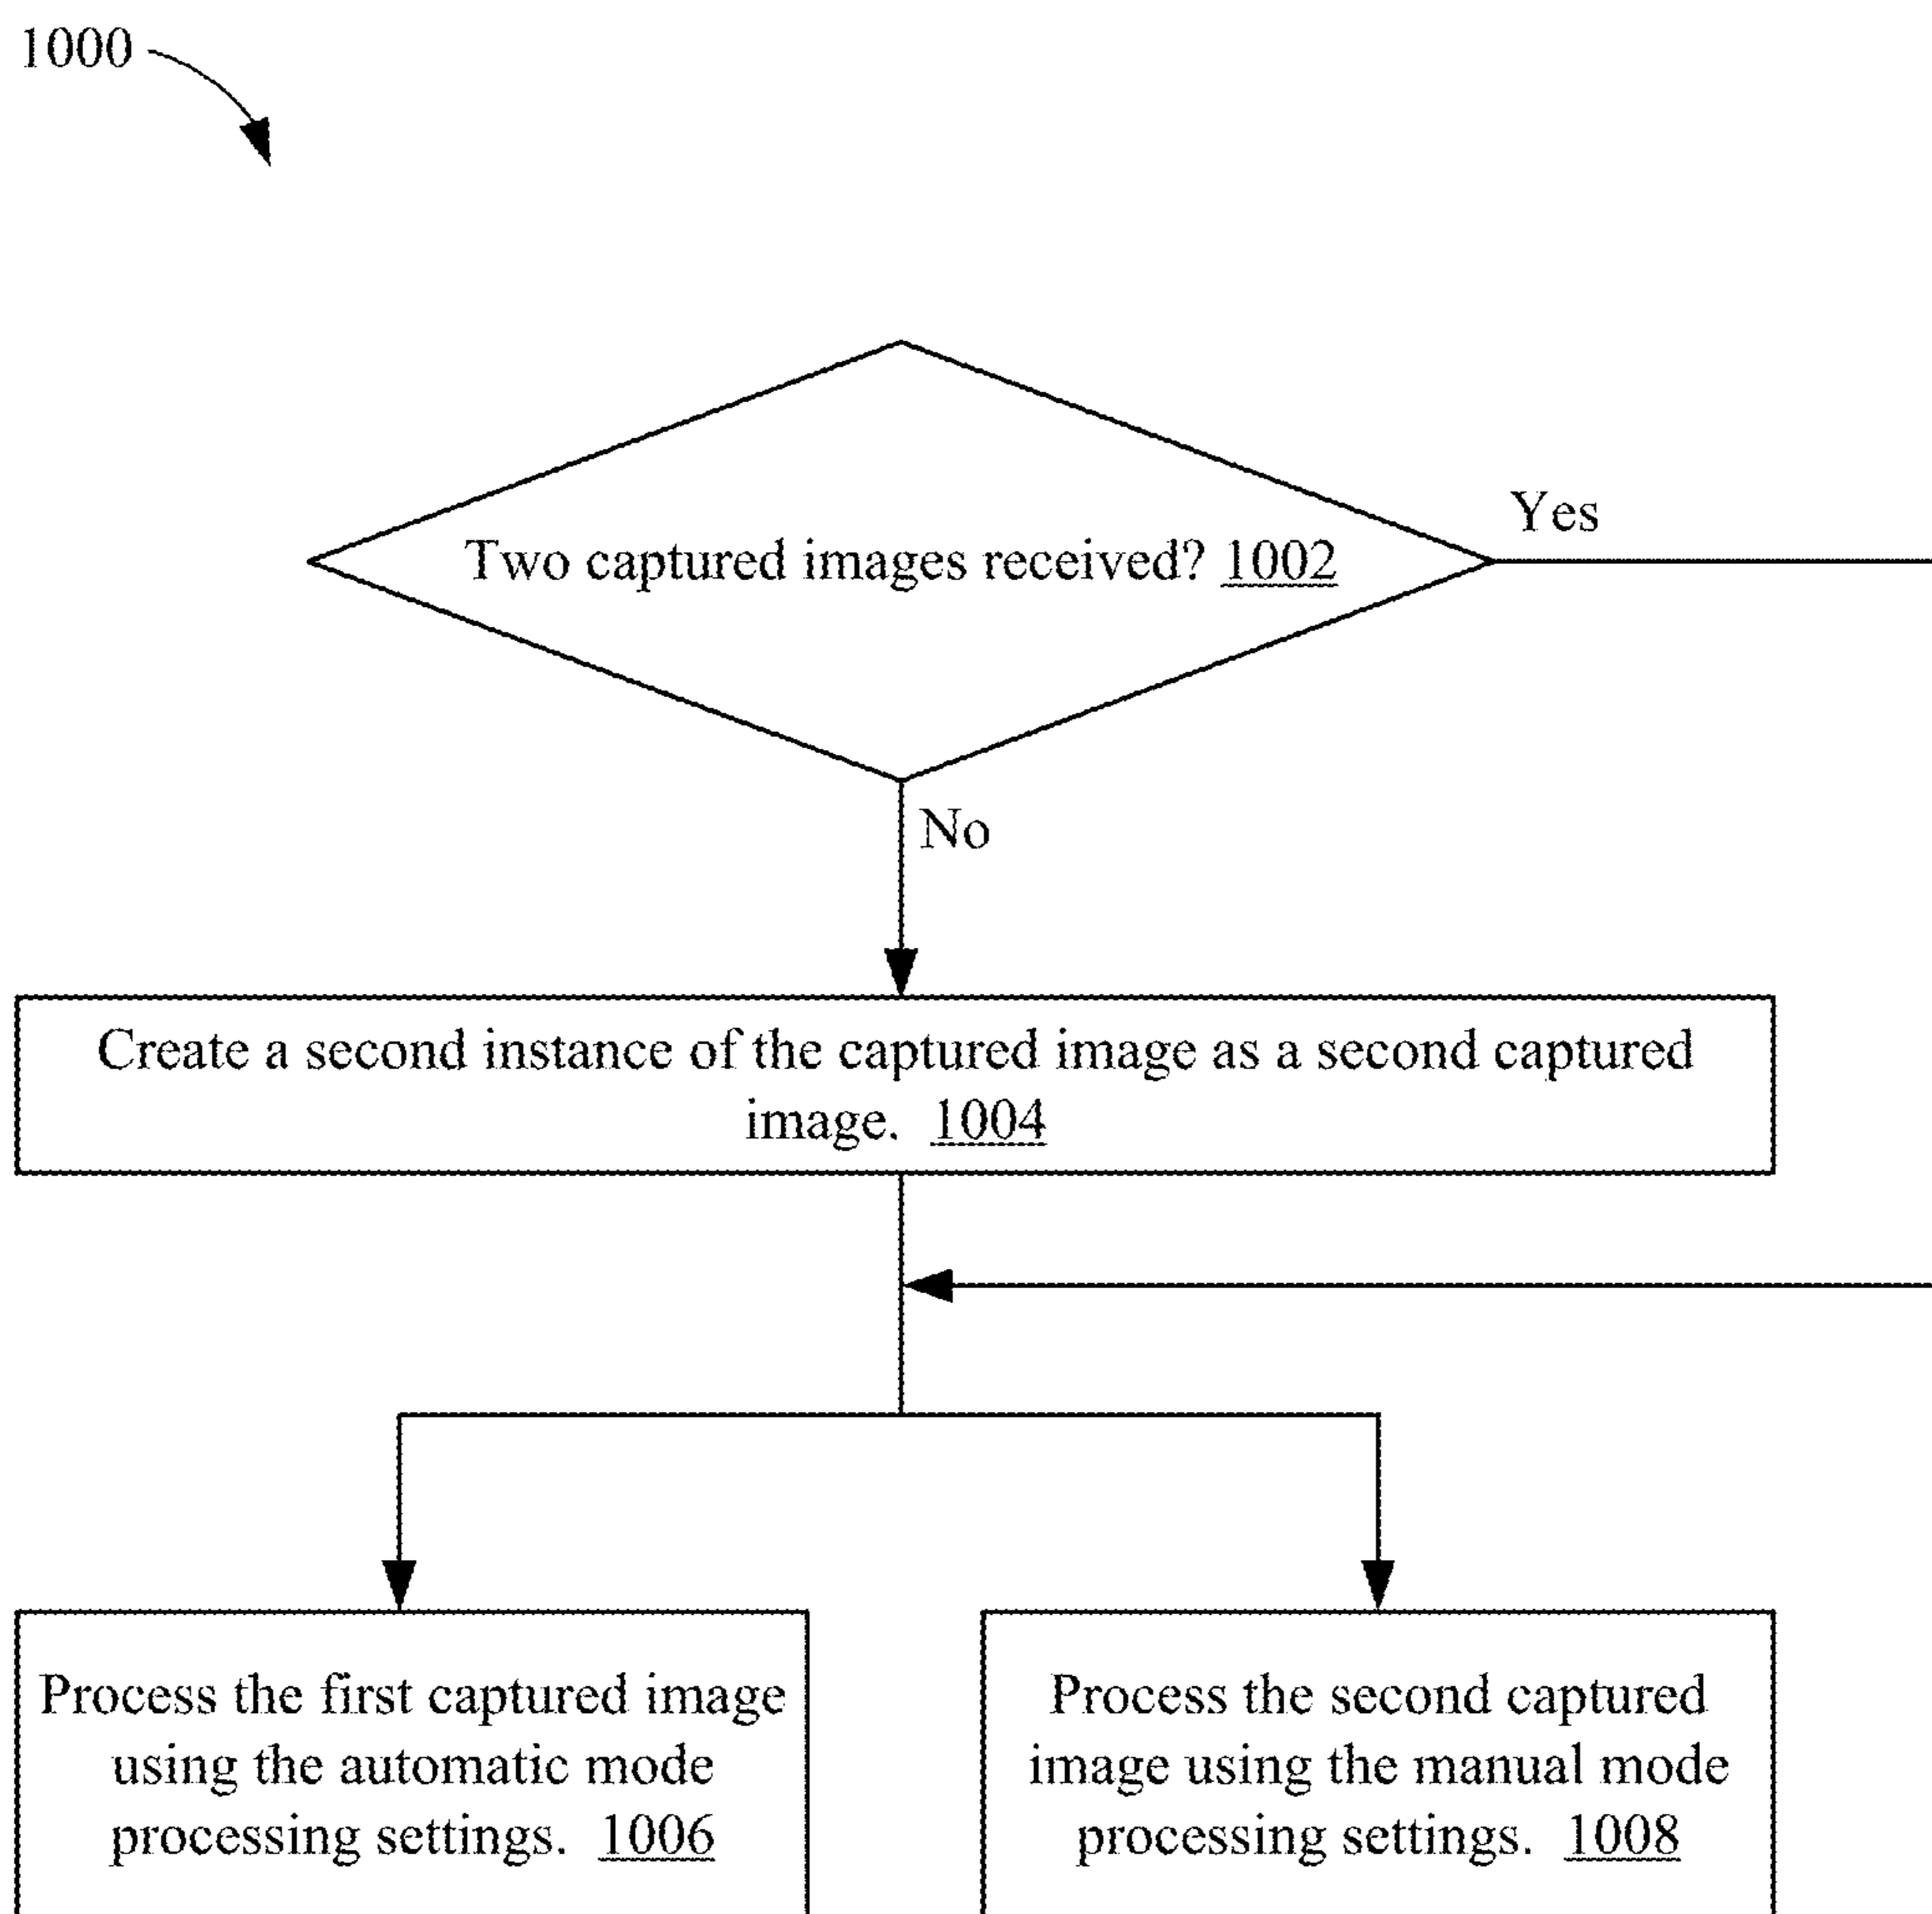 1000
Two captured images received? 1002
Yes
No
Create a second instance of the captured image as a second captured
image. 1004
Process the first captured image
using the automatic mode
processing settings. 1006
Process the second captured
image using the manual mode
processing settings. 1008